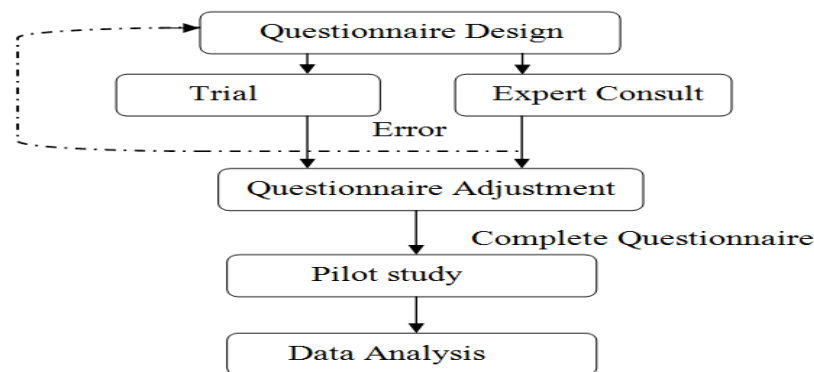 Questionnaire Design
Trial
Expert Consult
Error
Questionnaire Adjustment
Complete Questionnaire
Pilot study
Data Analysis